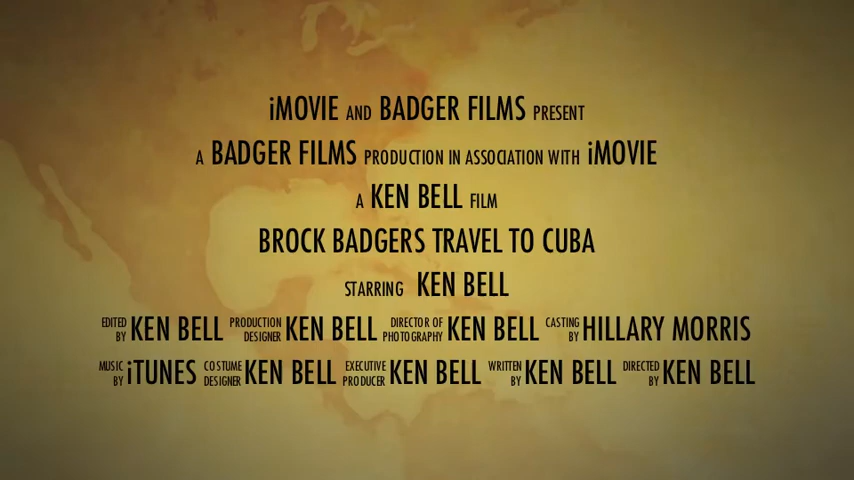 iMOVIE AND BADGER FILMS PRESENT
A BADGER FILMS PRODUCTION IN ASSOCIATION WITH iMOVIE
A KEN BELL FILM
BROCK BADGERS TRAVEL TO CUBA
STARRING KEN BELL
EDITED BY KEN BELL PRODUCTION DESIGNER KEN BELL DIRECTOR OF PHOTOGRAPHY KEN BELL CASTING BY HILLARY MORRIS
MUSIC BY iTUNES COSTUME DESIGNER KEN BELL EXECUTIVE PRODUCER KEN BELL WRITTEN BY KEN BELL DIRECTED BY KEN BELL